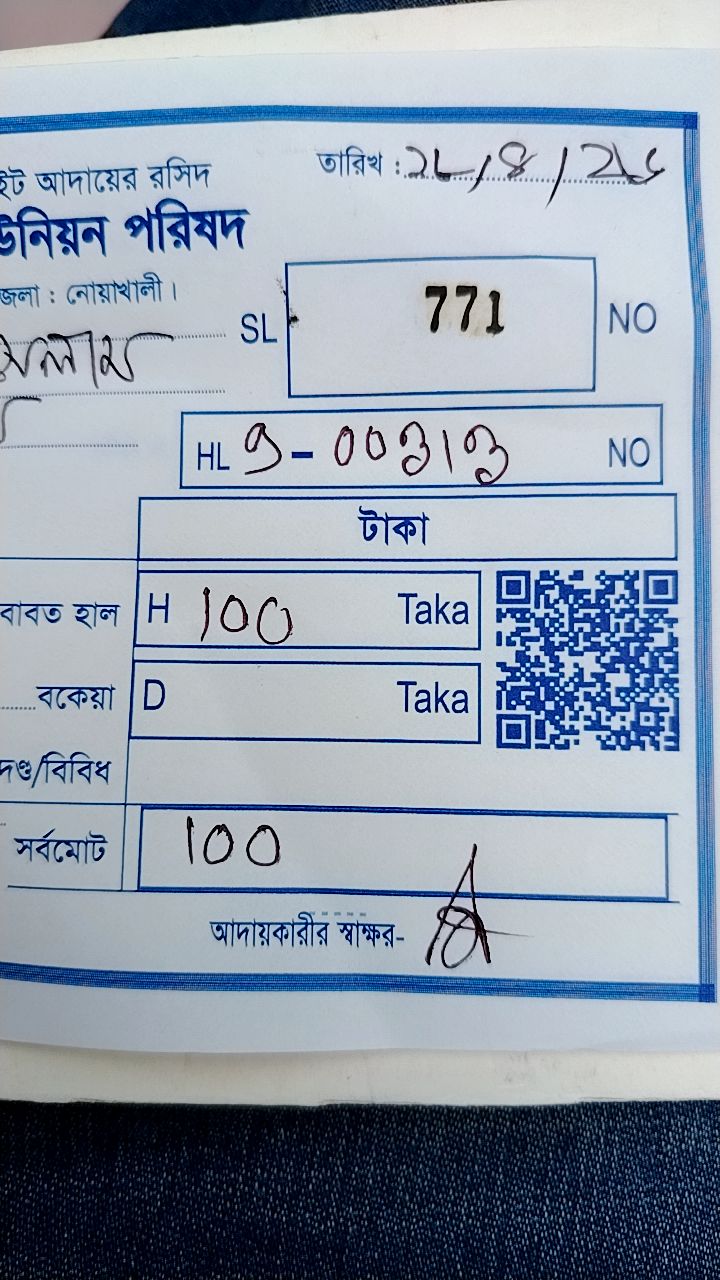 ইট আদায়ের রসিদ
তারিখ :
উনিয়ন পরিষদ
জেলা : নোয়াখালী।
SL 771 NO
HL 9-00313 NO
টাকা
বাবত হাল H 100 Taka
বকেয়া D Taka
দণ্ড/বিবিধ
সর্বমোট 100
আদায়কারীর স্বাক্ষর-